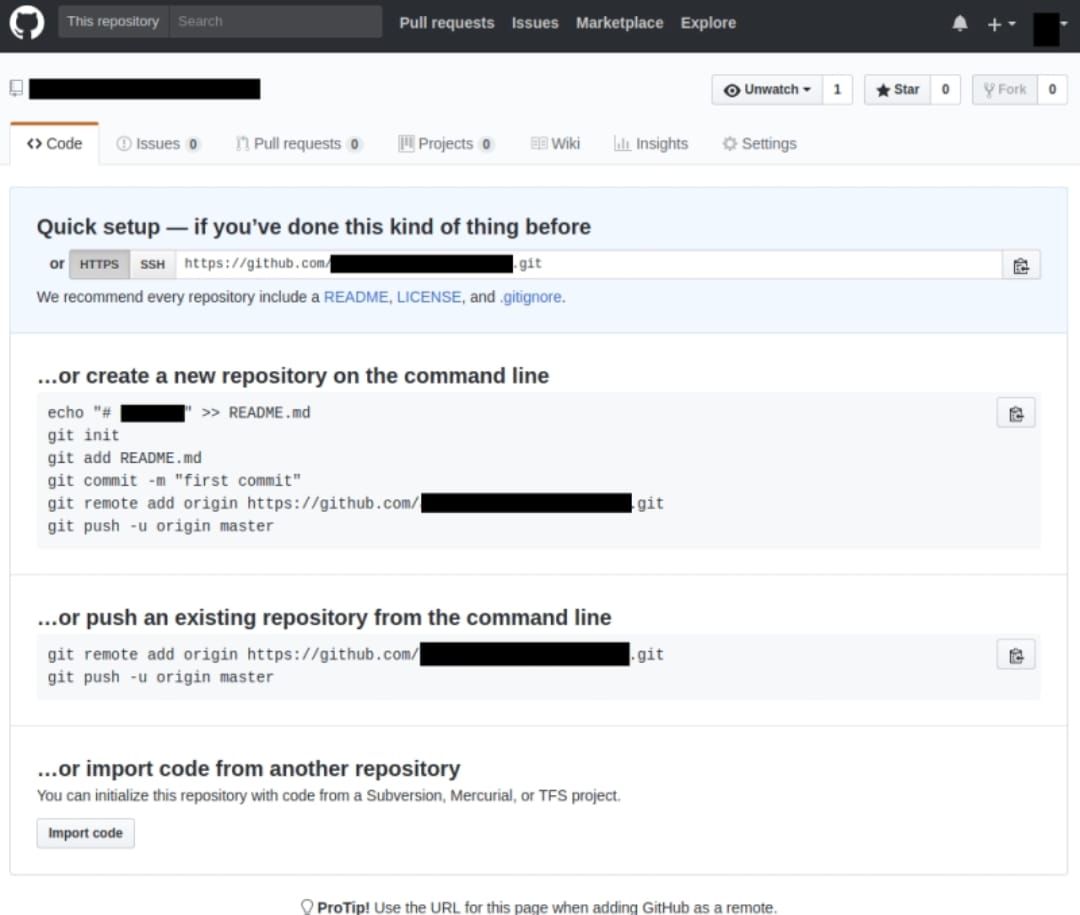 This repository Search Pull requests Issues Marketplace Explore
Unwatch 1 Star 0 Fork 0
Code Issues 0 Pull requests 0 Projects 0 Wiki Insights Settings
Quick setup — if you’ve done this kind of thing before
or HTTPS SSH https://github.com/ .git
We recommend every repository include a README, LICENSE, and .gitignore.
…or create a new repository on the command line
echo "# " >> README.md
git init
git add README.md
git commit -m "first commit"
git remote add origin https://github.com/ .git
git push -u origin master
…or push an existing repository from the command line
git remote add origin https://github.com/ .git
git push -u origin master
…or import code from another repository
You can initialize this repository with code from a Subversion, Mercurial, or TFS project.
Import code
ProTip! Use the URL for this page when adding GitHub as a remote.